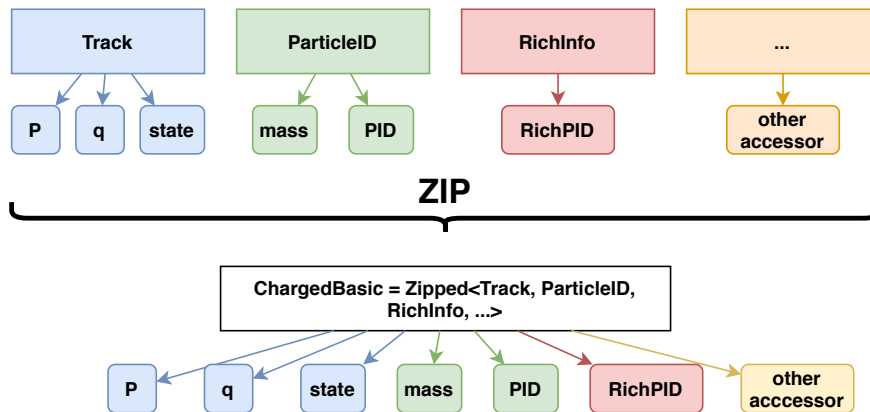 Track
ParticleID
RichInfo
...
P
q
state
mass
PID
RichPID
other
accessor
ZIP
ChargedBasic = Zipped<Track, ParticleID,
RichInfo, ...>
P
q
state
mass
PID
RichPID
other
acccessor